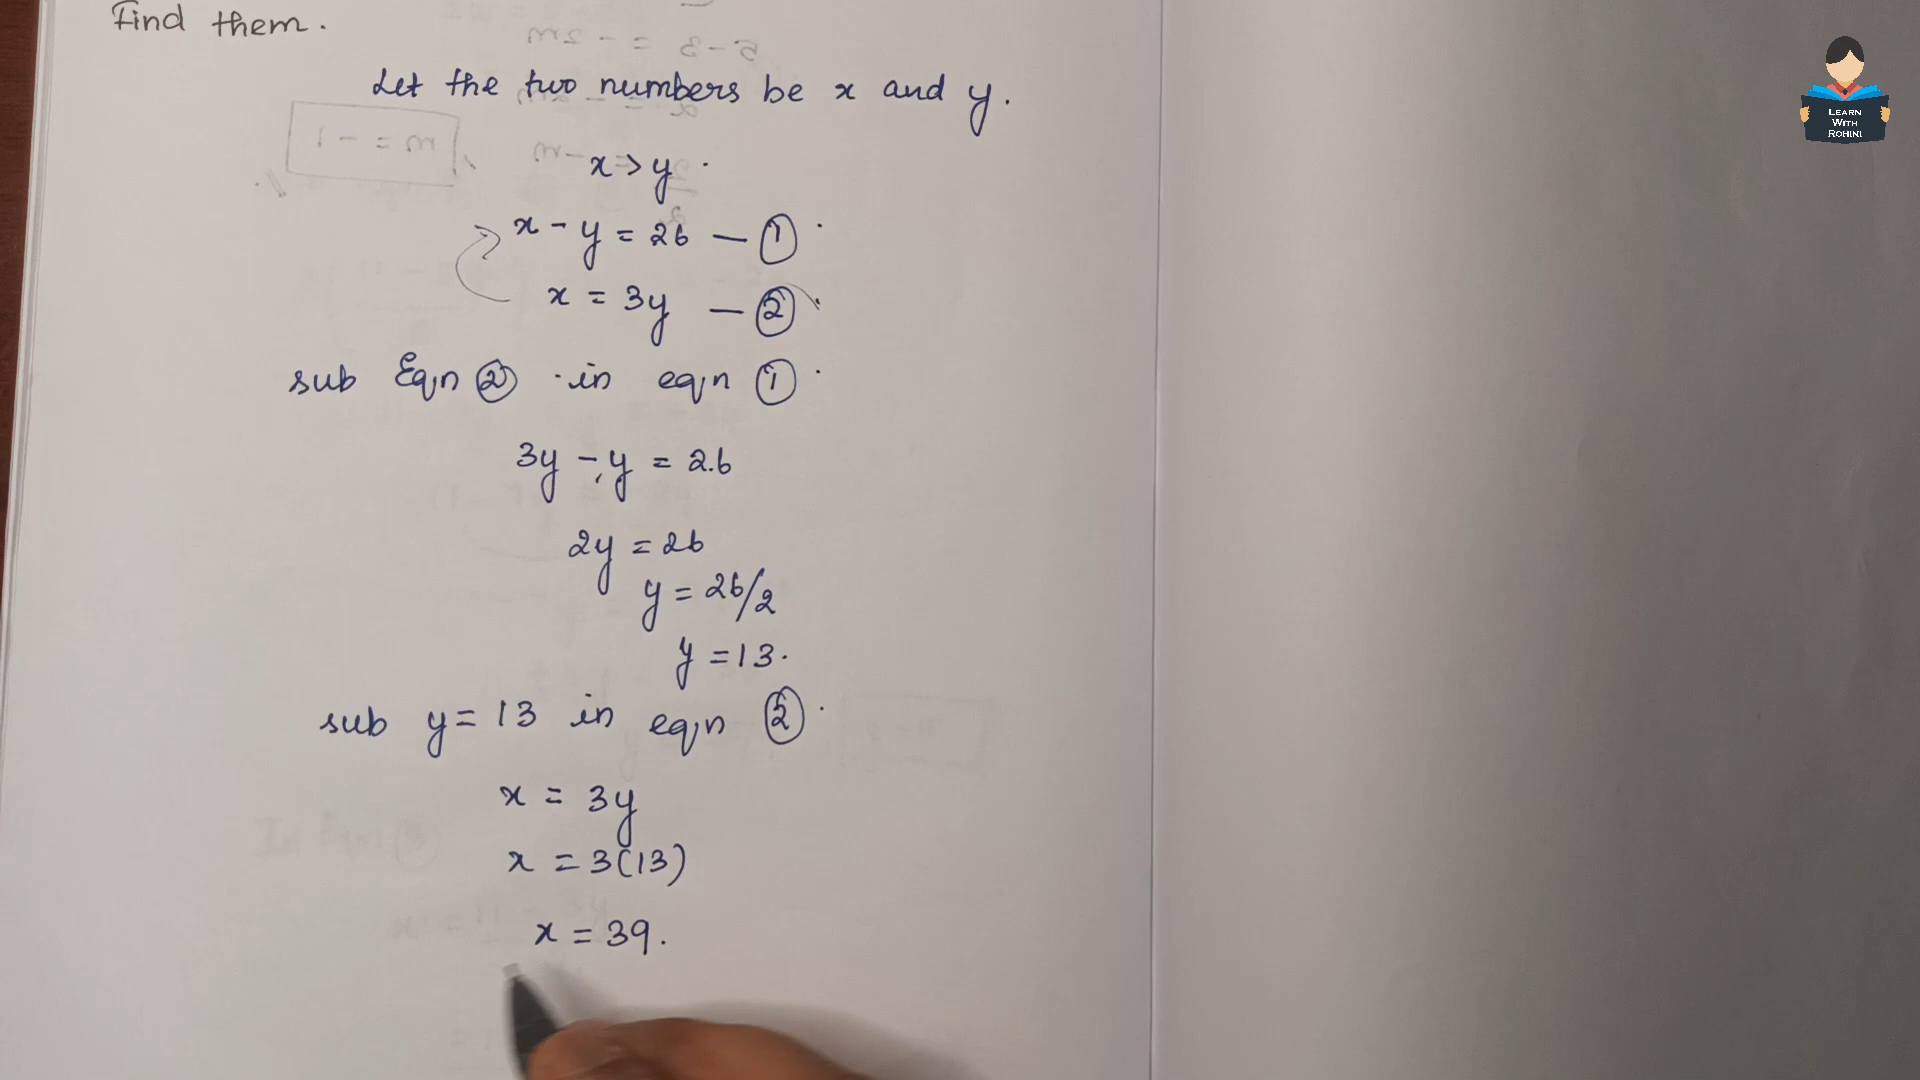 Find them.
Let the two numbers be x and y.
x > y.
x - y = 26 — ①
x = 3y — ②
sub Eqn ② in eqn ①
3y - y = 26
2y = 26
y = 26/2
y = 13.
sub y = 13 in eqn ②
x = 3y
x = 3(13)
x = 39.
LEARN
WITH
ROHINI